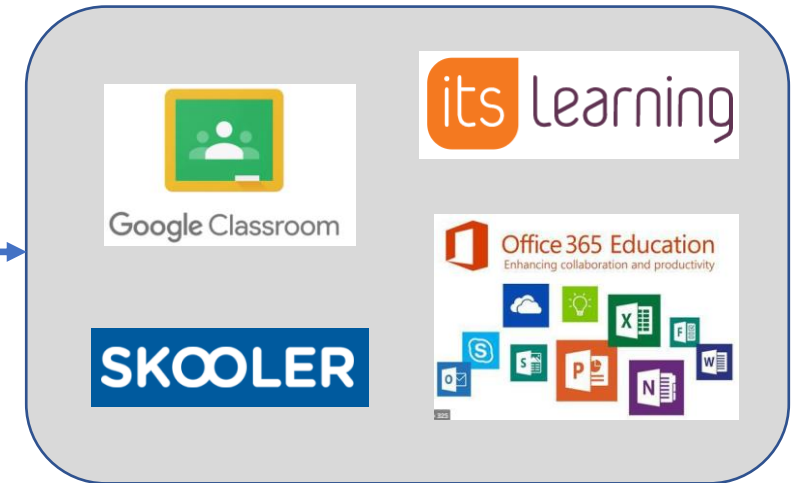 Google Classroom
its learning
SKOOLER
Office 365 Education
Enhancing collaboration and productivity
S
X
F
O
S
P
N
W